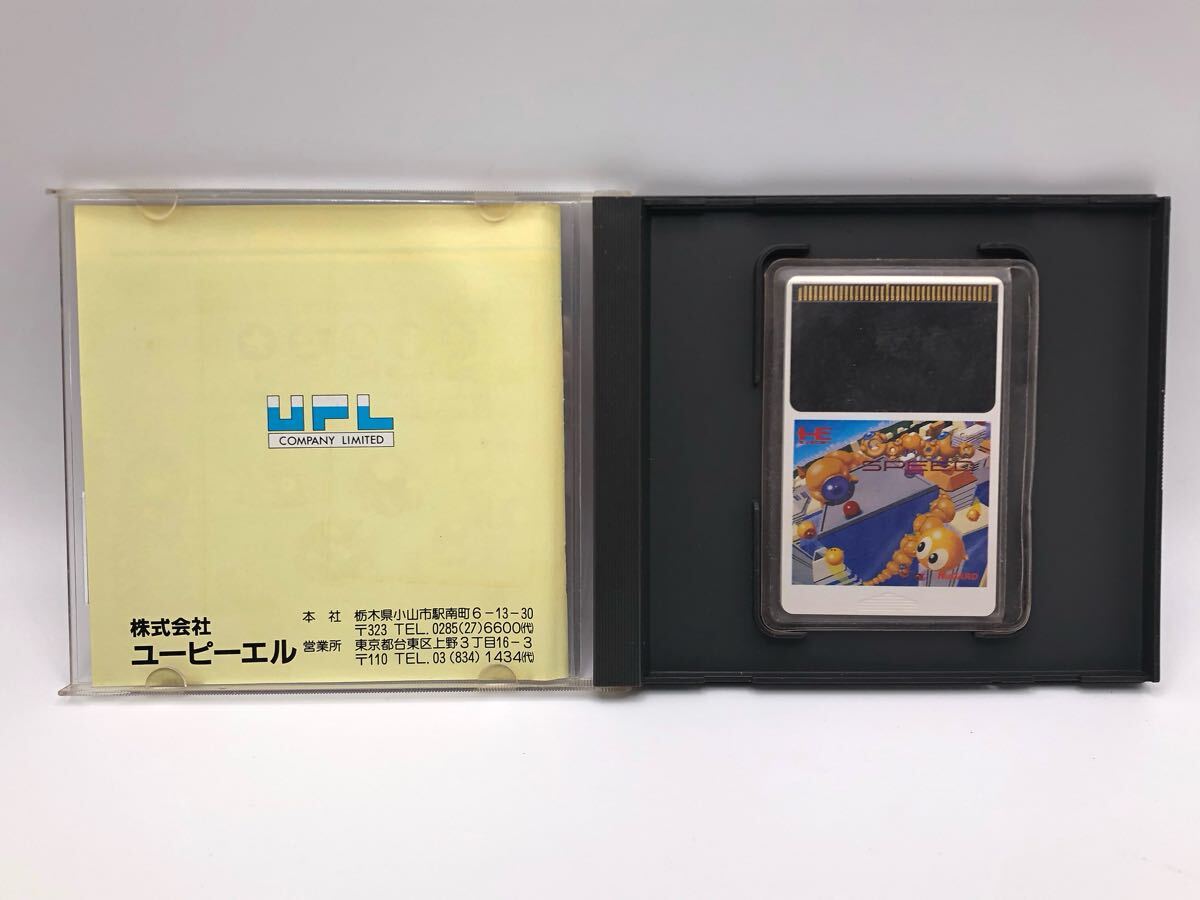 UPL
COMPANY LIMITED
株式会社
ユーピーエル
本社 栃木県小山市駅南町6-13-30
〒323 TEL.0285(27)6600(代)
営業所 東京都台東区上野3丁目16-3
〒110 TEL.03(834)1434(代)
HE
SPEED
HuCARD